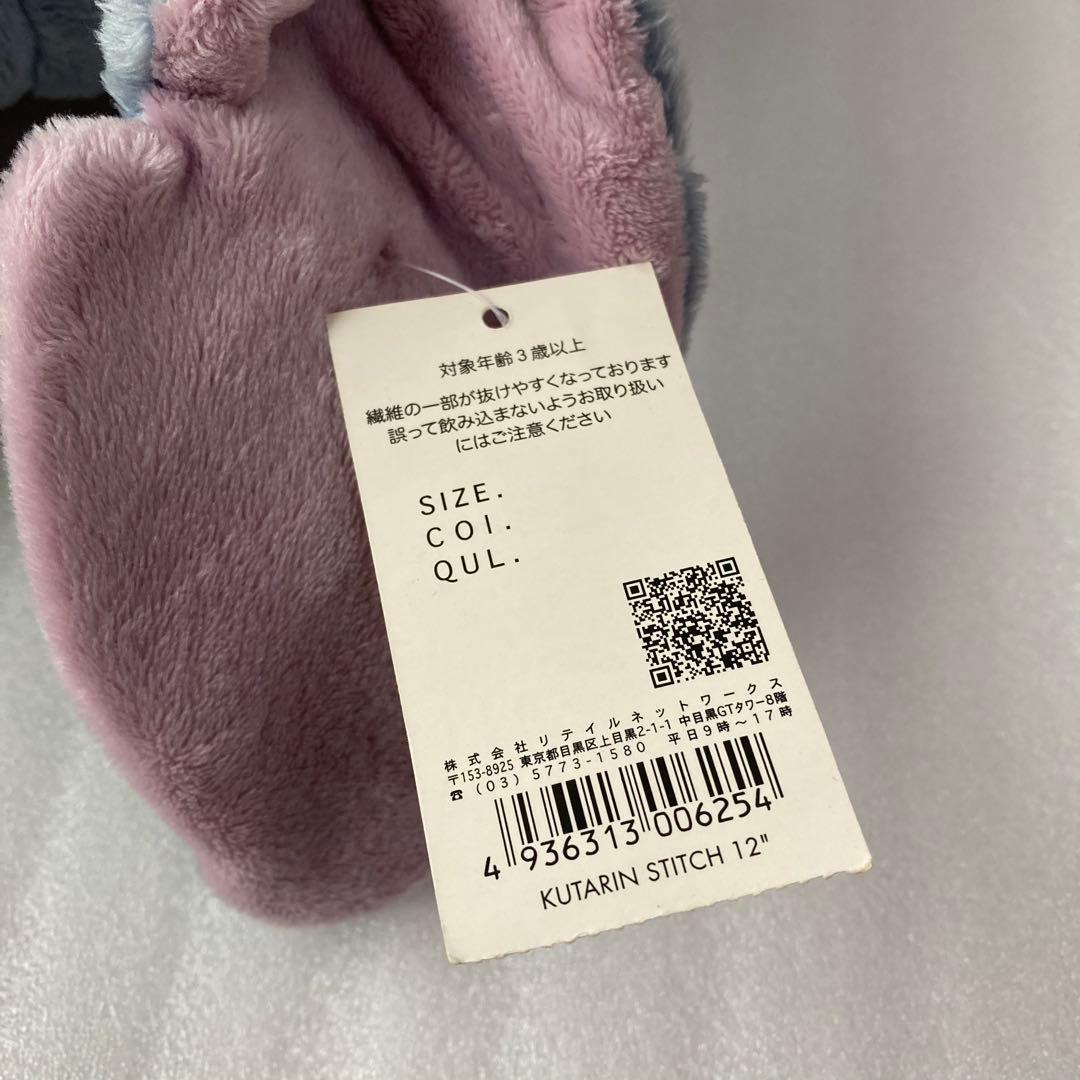 対象年齢3歳以上
繊維の一部が抜けやすくなっております
誤って飲み込まないようお取り扱い
にはご注意ください
SIZE.
COI.
QUL.
株式会社リテイルネットワークス
〒153-8925 東京都目黒区上目黒2-1-1 中目黒GTタワー8階
☎(03)5773-1580 平日9時~17時
4 936313 006254
KUTARIN STITCH 12"